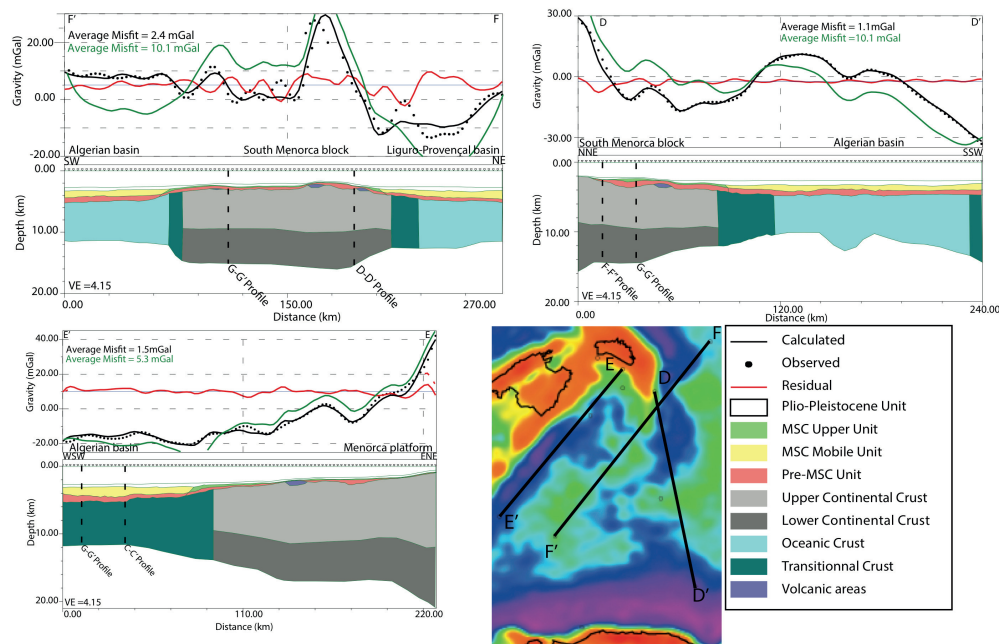 F'
F
20.00
0.00
-20.00
Gravity (mGal)
Average Misfit = 2.4 mGal
Average Misfit = 10.1 mGal
Algerian basin
South Menorca block
Liguro-Provençal basin
SW
NE
0.00
10.00
20.00
Depth (km)
G-G' Profile
D-D' Profile
VE = 4.15
0.00
150.00
270.00
Distance (km)
D
D'
30.00
0.00
-30.00
Gravity (mGal)
Average Misfit = 1.1mGal
Average Misfit =10.1 mGal
South Menorca block
Algerian basin
NNE
SSW
0.00
10.00
20.00
Depth (km)
F-F' Profile
G-G' Profile
VE =4.15
0.00
120.00
240.00
Distance (km)
E'
E
40.00
20.00
0.00
-20.00
Gravity (mGal)
Average Misfit = 1.5mGal
Average Misfit = 5.3 mGal
Algerian basin
Menorca platform
WSW
ENE
0.00
10.00
20.00
Depth (km)
G-G' Profile
C-C' Profile
VE = 4.15
0.00
110.00
220.00
Distance (km)
F
E
D
E'
F'
D'
Calculated
Observed
Residual
Plio-Pleistocene Unit
MSC Upper Unit
MSC Mobile Unit
Pre-MSC Unit
Upper Continental Crust
Lower Continental Crust
Oceanic Crust
Transitionnal Crust
Volcanic areas